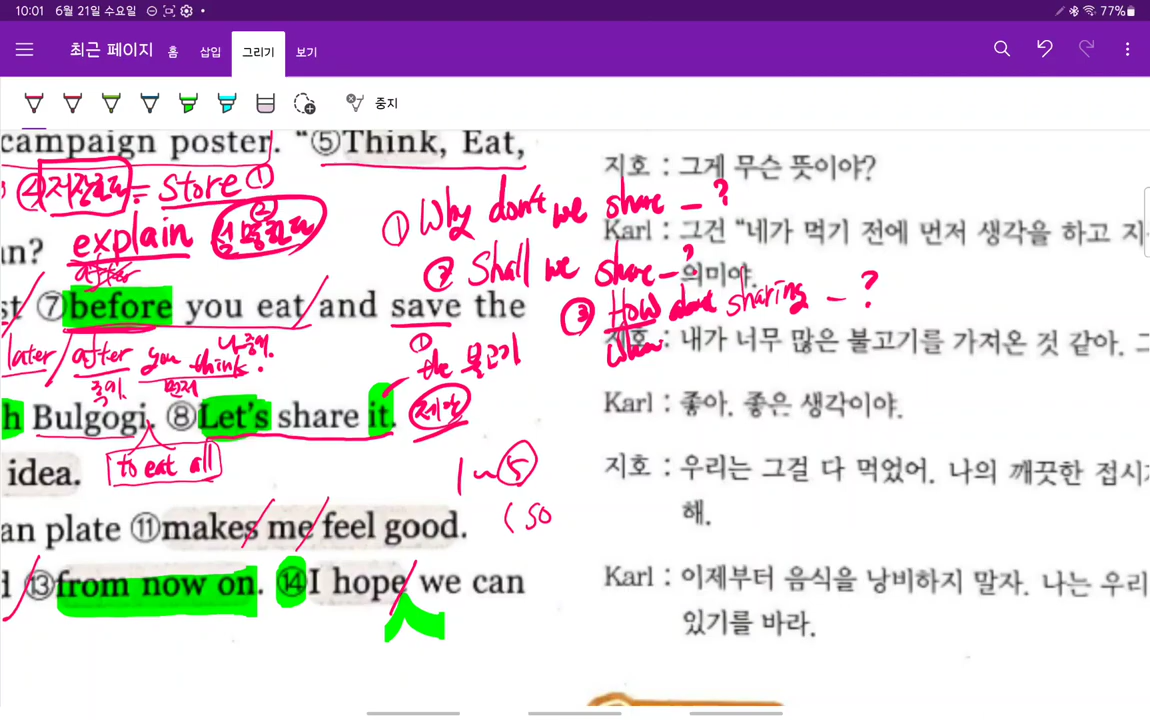 10:01 6월 21일 수요일
77%
최근 페이지 홈 삽입 그리기 보기
중지
campaign poster. “⑤Think, Eat,
④ 저장하다 = store ①
an? explain ② 설명하다
after
st ⑦before you eat and save the
later / after you think. 나중에.
즉이. 먼저
① the 불고기
h Bulgogi. ⑧Let's share it. 제안
to eat all
idea.
1 ~ ⑤
( so
an plate ⑪makes me feel good.
d ⑬from now on. ⑭I hope we can
① Why don't we share – ?
② Shall we share – ?
③ How about sharing – ?
What
지호 : 그게 무슨 뜻이야?
Karl : 그건 “네가 먹기 전에 먼저 생각을 하고 지
의미야.
지호 : 내가 너무 많은 불고기를 가져온 것 같아. 그
Karl : 좋아. 좋은 생각이야.
지호 : 우리는 그걸 다 먹었어. 나의 깨끗한 접시가
해.
Karl : 이제부터 음식을 낭비하지 말자. 나는 우리
있기를 바라.